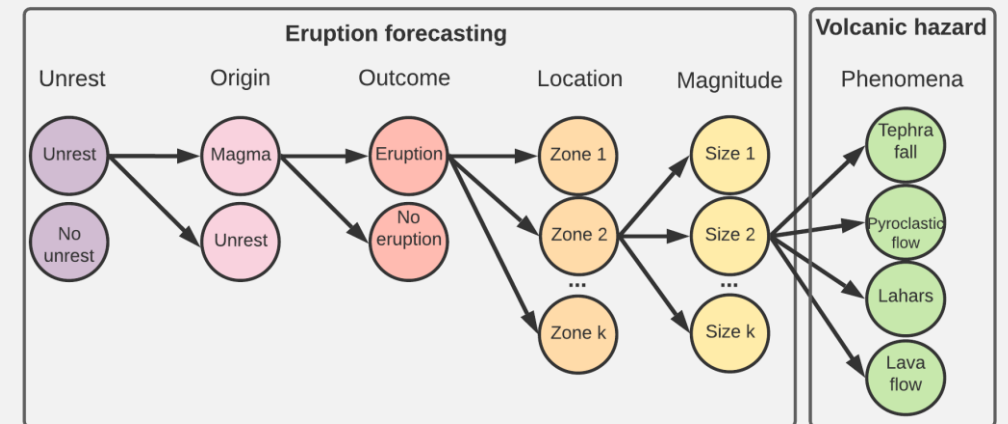 Eruption forecasting
Volcanic hazard
Unrest
Origin
Outcome
Location
Magnitude
Phenomena
Unrest
No
unrest
Magma
Unrest
Eruption
No
eruption
Zone 1
Zone 2
...
Zone k
Size 1
Size 2
...
Size k
Tephra
fall
Pyroclastic
flow
Lahars
Lava
flow